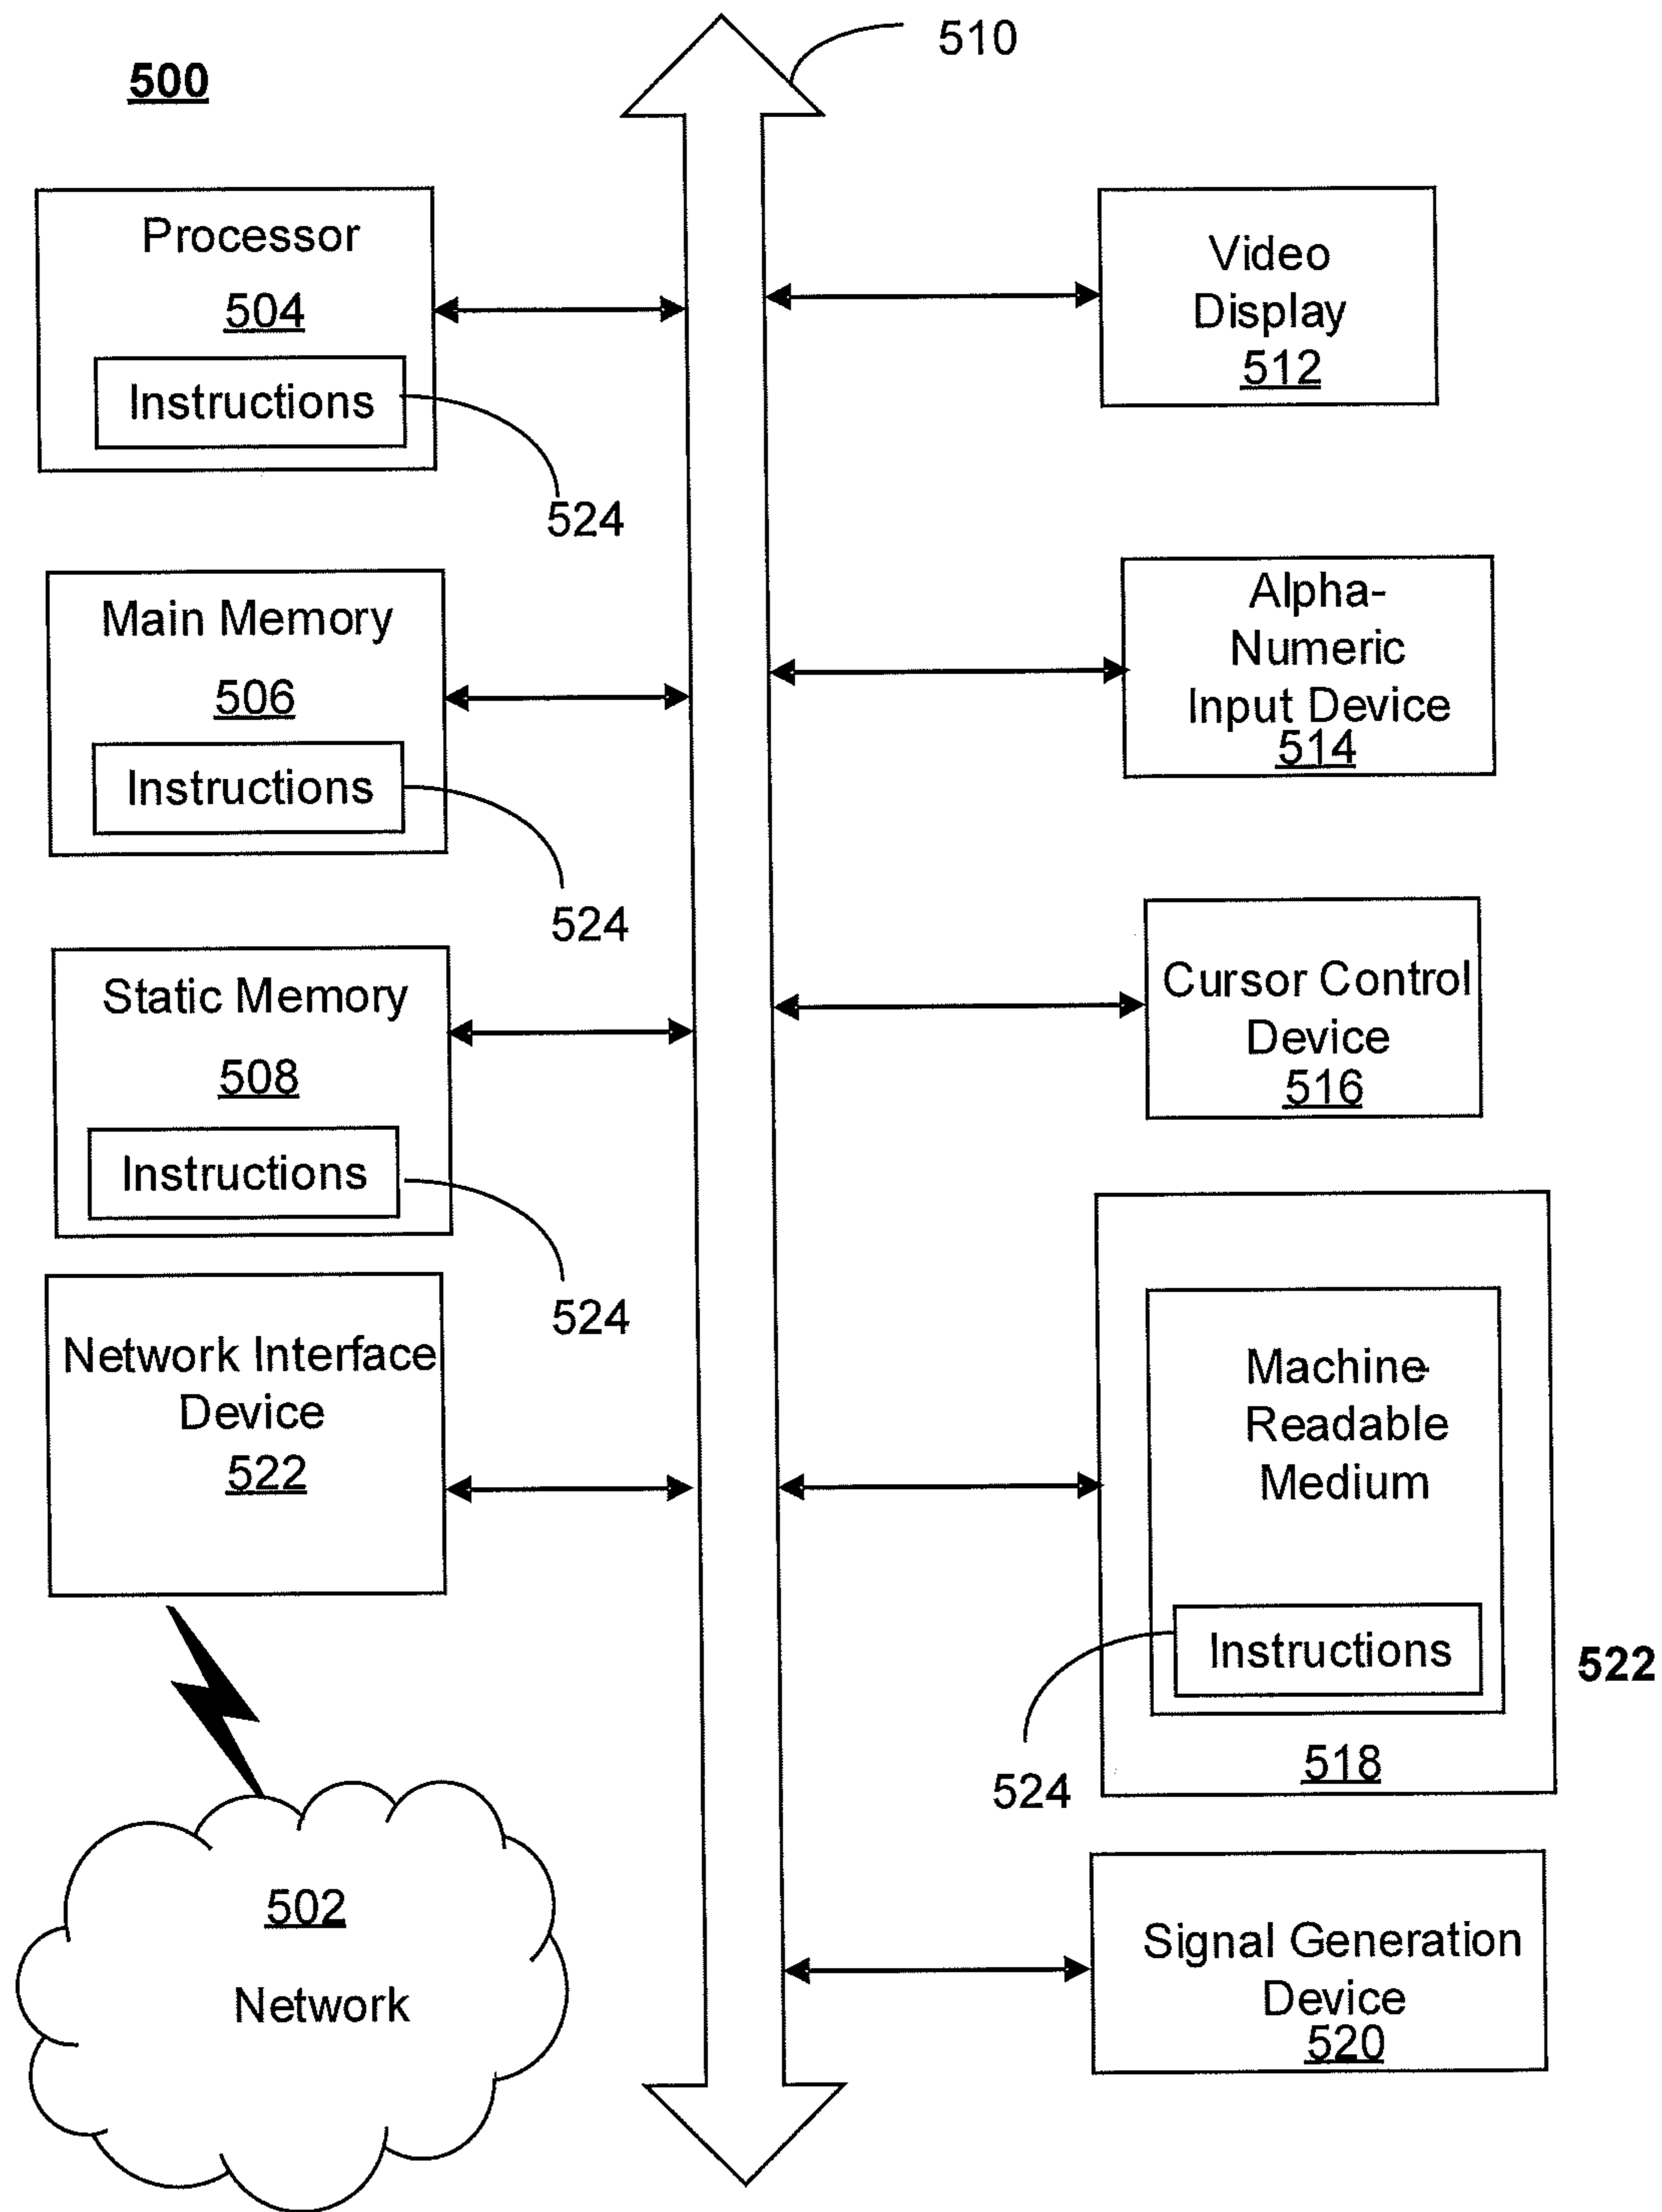 500
510
Processor
504
Instructions
524
Main Memory
506
Instructions
524
Static Memory
508
Instructions
524
Network Interface
Device
522
502
Network
Video
Display
512
Alpha-
Numeric
Input Device
514
Cursor Control
Device
516
Machine-
Readable
Medium
Instructions
522
524
518
Signal Generation
Device
520